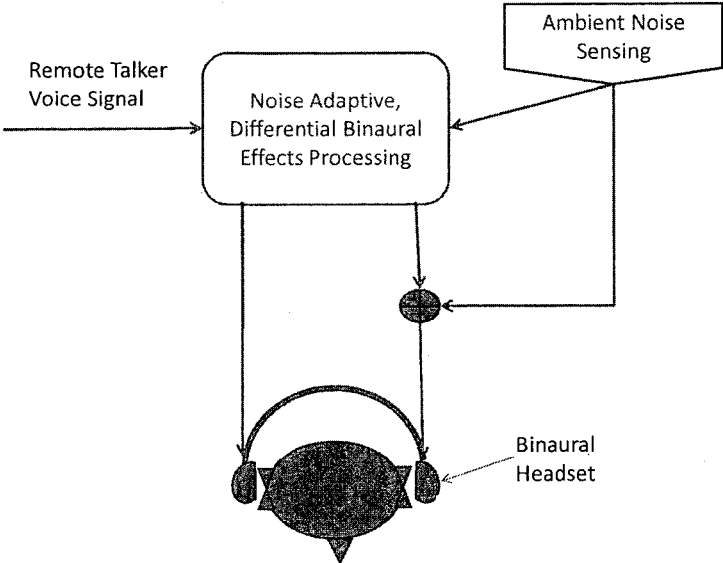 Ambient Noise
Sensing
Remote Talker
Voice Signal
Noise Adaptive,
Differential Binaural
Effects Processing
Binaural
Headset